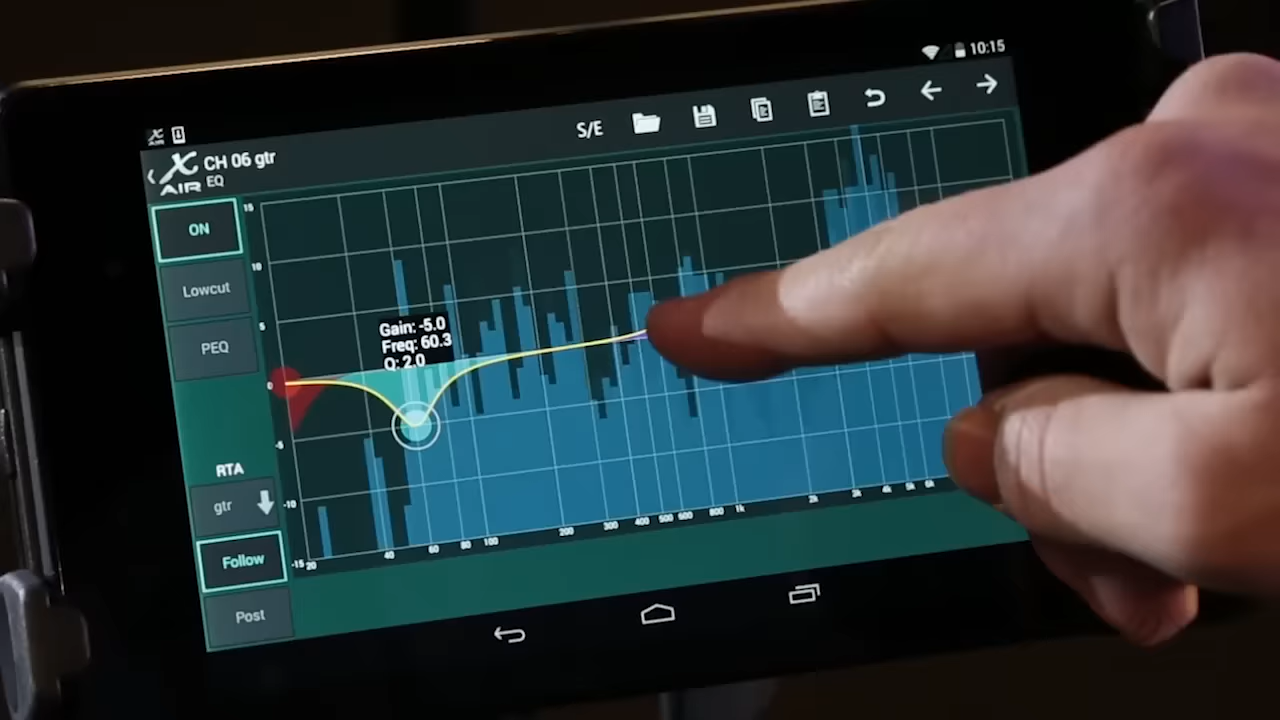 10:15
S/E
X AIR
CH 06 gtr
EQ
ON
Lowcut
PEQ
RTA
gtr
Follow
Post
15
10
5
0
-5
-10
-15
Gain: -5.0
Freq: 60.3
Q: 2.0
20 40 60 80 100 200 300 400 500 600 800 1k 2k 3k 4k 5k 6k